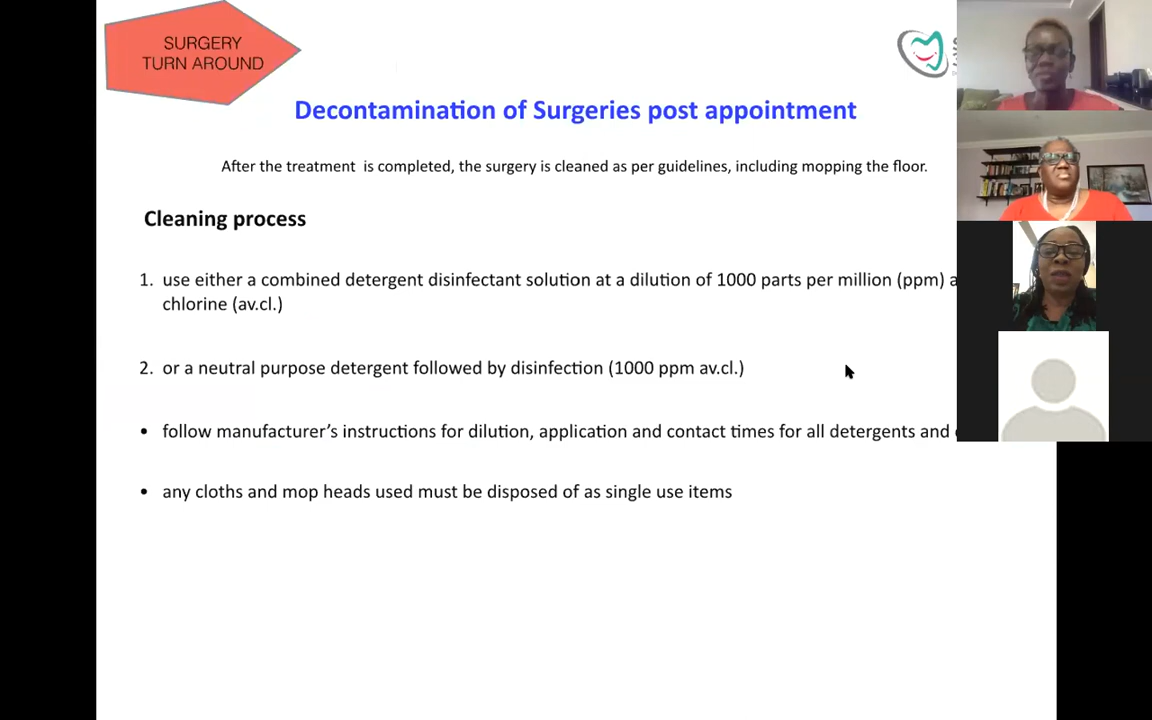 SURGERY
TURN AROUND
Decontamination of Surgeries post appointment
After the treatment is completed, the surgery is cleaned as per guidelines, including mopping the floor.
Cleaning process
1. use either a combined detergent disinfectant solution at a dilution of 1000 parts per million (ppm)
chlorine (av.cl.)
2. or a neutral purpose detergent followed by disinfection (1000 ppm av.cl.)
• follow manufacturer's instructions for dilution, application and contact times for all detergents and
• any cloths and mop heads used must be disposed of as single use items